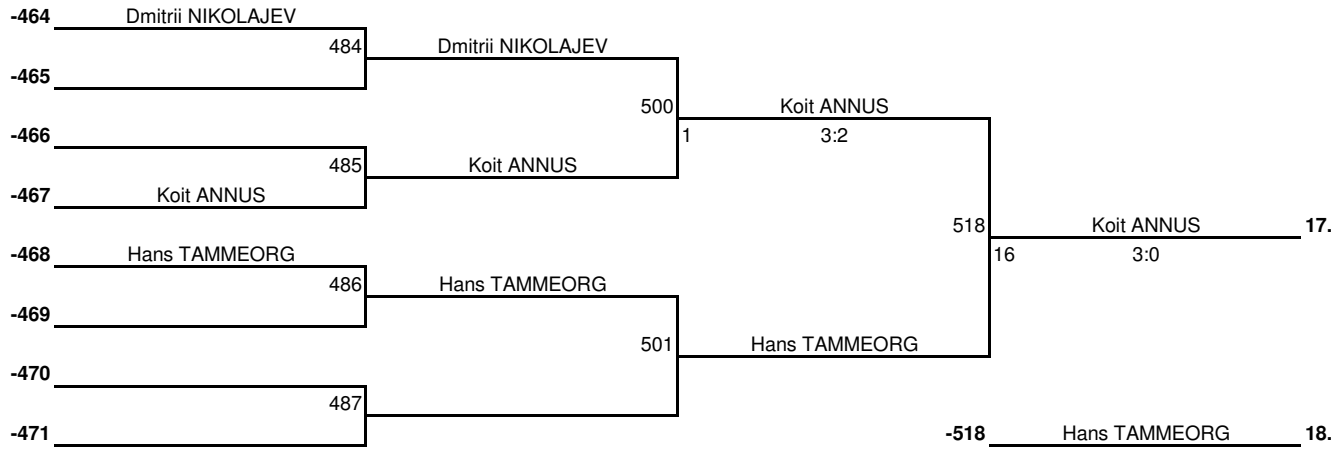 -464 Dmitrii NIKOLAJEV
484 Dmitrii NIKOLAJEV
-465
500 Koit ANNUS
-466
1 3:2
485 Koit ANNUS
-467 Koit ANNUS
518 Koit ANNUS 17.
-468 Hans TAMMEORG
16 3:0
486 Hans TAMMEORG
-469
501 Hans TAMMEORG
-470
487
-471
-518 Hans TAMMEORG 18.